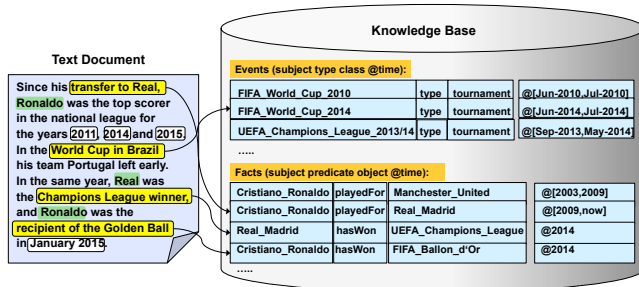 Knowledge Base
Text Document
Since his transfer to Real,
Ronaldo was the top scorer
in the national league for
the years 2011, 2014 and 2015.
In the World Cup in Brazil
his team Portugal left early.
In the same year, Real was
the Champions League winner,
and Ronaldo was the
recipient of the Golden Ball
in January 2015.
Events (subject type class @time):
FIFA_World_Cup_2010 type tournament @[Jun-2010,Jul-2010]
FIFA_World_Cup_2014 type tournament @[Jun-2014,Jul-2014]
UEFA_Champions_League_2013/14 type tournament @[Sep-2013,May-2014]
.....
Facts (subject predicate object @time):
Cristiano_Ronaldo playedFor Manchester_United @[2003,2009]
Cristiano_Ronaldo playedFor Real_Madrid @[2009,now]
Real_Madrid hasWon UEFA_Champions_League @2014
Cristiano_Ronaldo hasWon FIFA_Ballon_d'Or @2014
.....